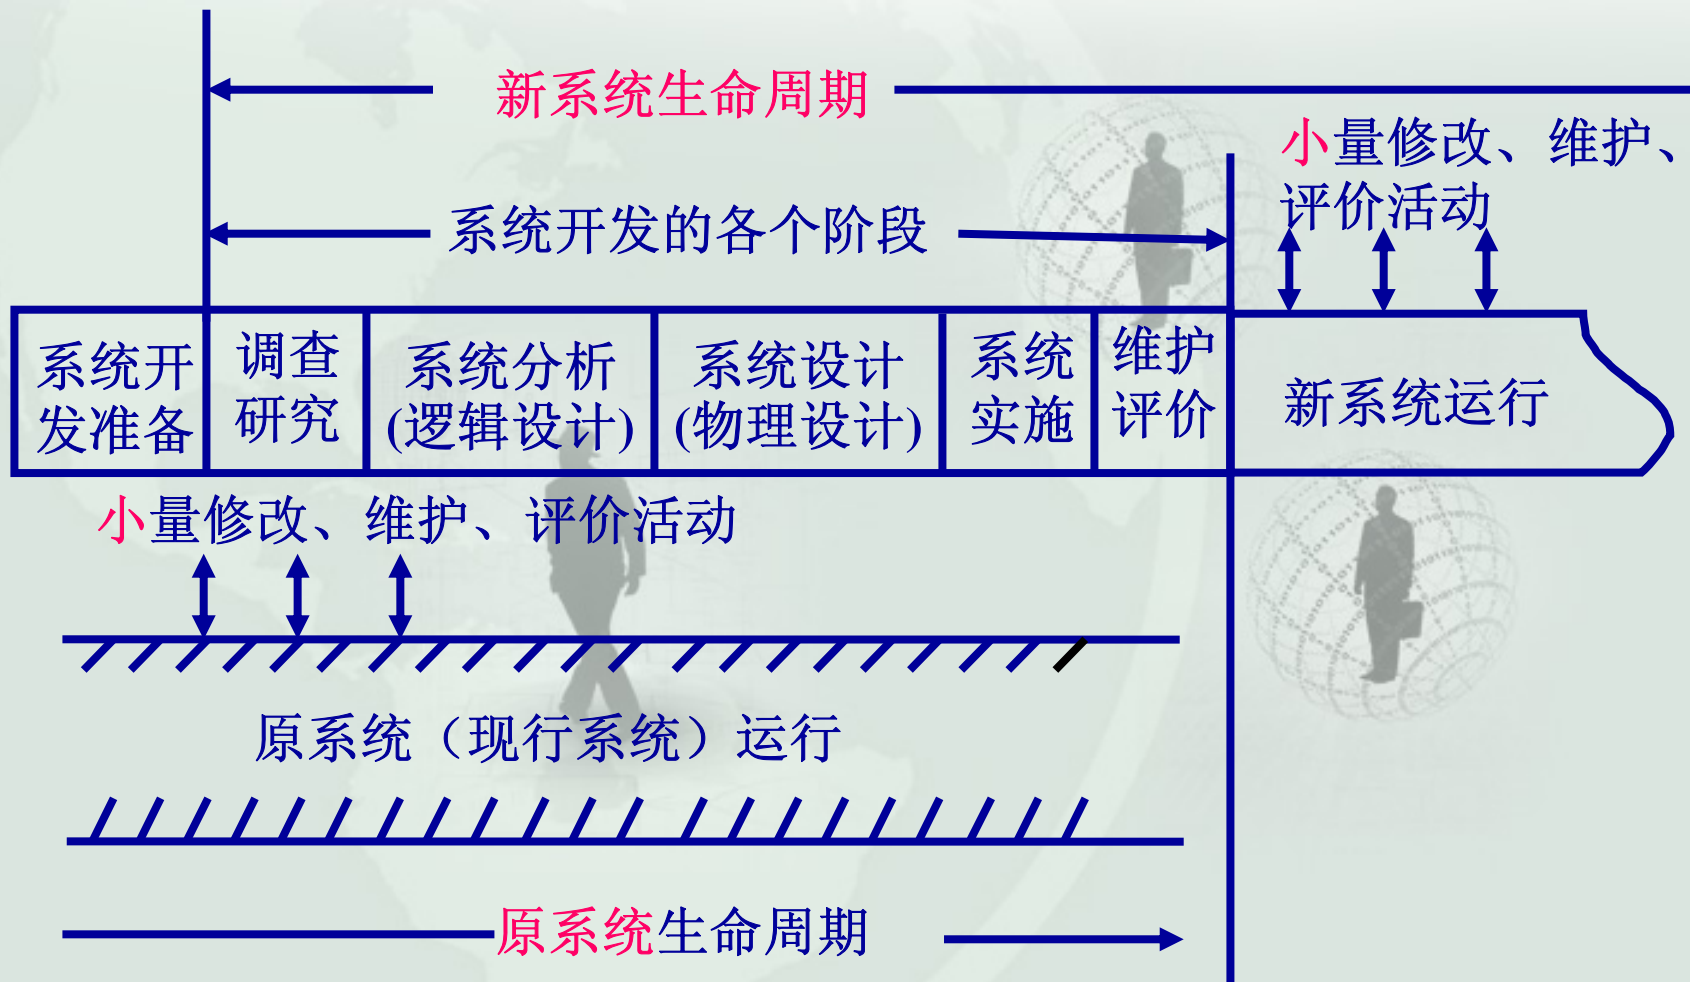 新系统生命周期
小量修改、维护、
评价活动
系统开发的各个阶段
系统开
发准备
调查
研究
系统分析
(逻辑设计)
系统设计
(物理设计)
系统
实施
维护
评价
新系统运行
小量修改、维护、评价活动
原系统（现行系统）运行
原系统生命周期